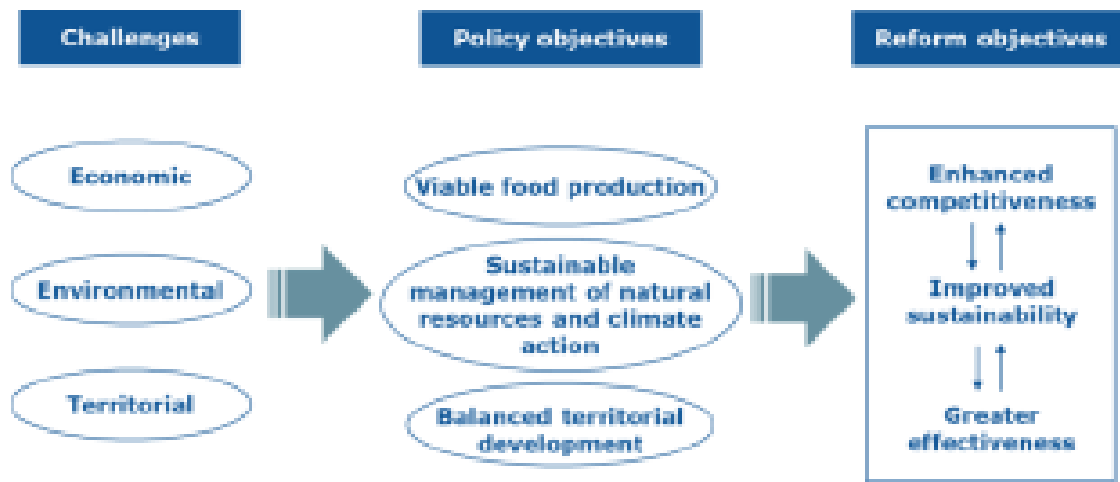 Challenges
Policy objectives
Reform objectives
Economic
Environmental
Territorial
Viable food production
Sustainable
management of natural
resources and climate
action
Balanced territorial
development
Enhanced
competitiveness
Improved
sustainability
Greater
effectiveness